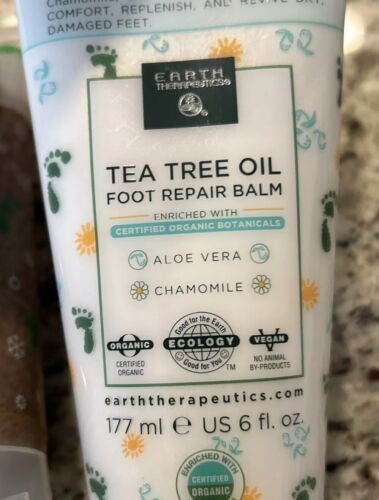 Chamomile,
COMFORT, REPLENISH, AND REVIVE DRY,
DAMAGED FEET.
EARTH
THERAPEUTICS®
TEA TREE OIL
FOOT REPAIR BALM
ENRICHED WITH
CERTIFIED ORGANIC BOTANICALS
ALOE VERA
CHAMOMILE
ORGANIC
CERTIFIED
ORGANIC
Good for the Earth
ECOLOGY
Good for You
TM
VEGAN
NO ANIMAL
BY-PRODUCTS
earththerapeutics.com
177 ml ℮ US 6 fl. oz.
ENRICHED WITH
CERTIFIED
ORGANIC